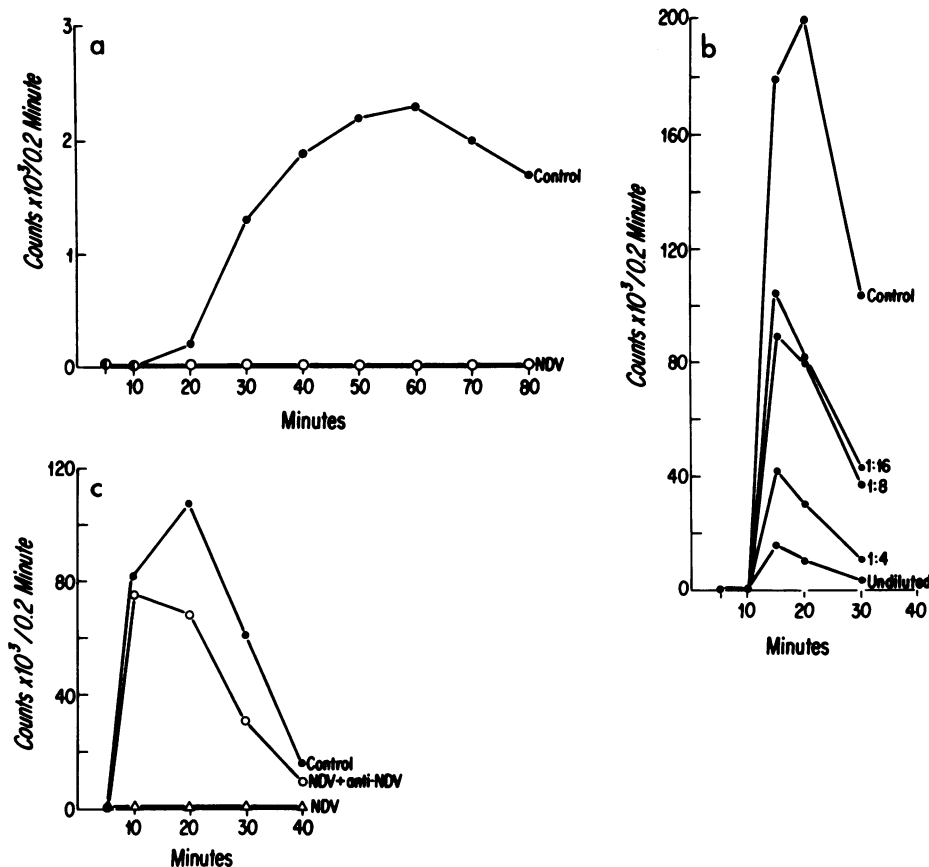 a
Counts x10³/0.2 Minute
3
2
1
0
Control
NDV
10 20 30 40 50 60 70 80
Minutes
b
Counts x10³/0.2 Minute
200
160
120
80
40
0
Control
1:16
1:8
1:4
Undiluted
10 20 30 40
Minutes
c
Counts x10³/0.2 Minute
120
80
40
0
Control
NDV+anti-NDV
NDV
10 20 30 40
Minutes